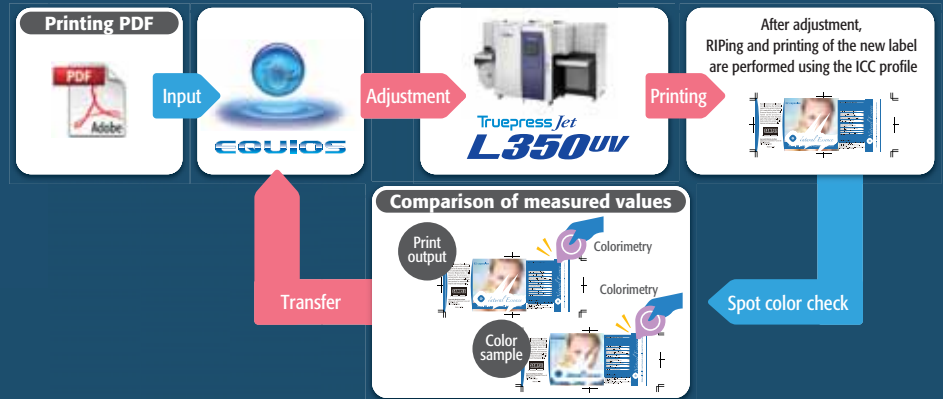 Printing PDF
PDF
Adobe
Input
EQUIOS
Adjustment
Truepress Jet
L350UV
Printing
After adjustment,
RIPing and printing of the new label
are performed using the ICC profile
Comparison of measured values
Print
output
Colorimetry
Colorimetry
Color
sample
Transfer
Spot color check